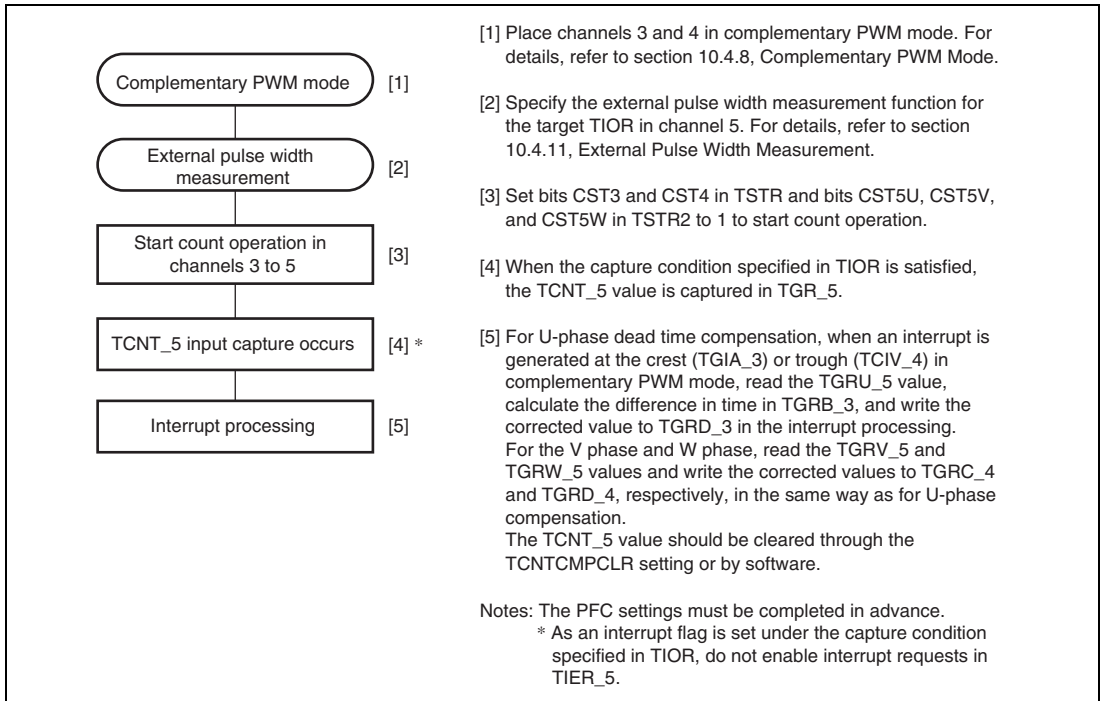 Complementary PWM mode [1]
External pulse width
measurement [2]
Start count operation in
channels 3 to 5 [3]
TCNT_5 input capture occurs [4] *
Interrupt processing [5]
[1] Place channels 3 and 4 in complementary PWM mode. For
details, refer to section 10.4.8, Complementary PWM Mode.
[2] Specify the external pulse width measurement function for
the target TIOR in channel 5. For details, refer to section
10.4.11, External Pulse Width Measurement.
[3] Set bits CST3 and CST4 in TSTR and bits CST5U, CST5V,
and CST5W in TSTR2 to 1 to start count operation.
[4] When the capture condition specified in TIOR is satisfied,
the TCNT_5 value is captured in TGR_5.
[5] For U-phase dead time compensation, when an interrupt is
generated at the crest (TGIA_3) or trough (TCIV_4) in
complementary PWM mode, read the TGRU_5 value,
calculate the difference in time in TGRB_3, and write the
corrected value to TGRD_3 in the interrupt processing.
For the V phase and W phase, read the TGRV_5 and
TGRW_5 values and write the corrected values to TGRC_4
and TGRD_4, respectively, in the same way as for U-phase
compensation.
The TCNT_5 value should be cleared through the
TCNTCMPCLR setting or by software.
Notes: The PFC settings must be completed in advance.
* As an interrupt flag is set under the capture condition
specified in TIOR, do not enable interrupt requests in
TIER_5.